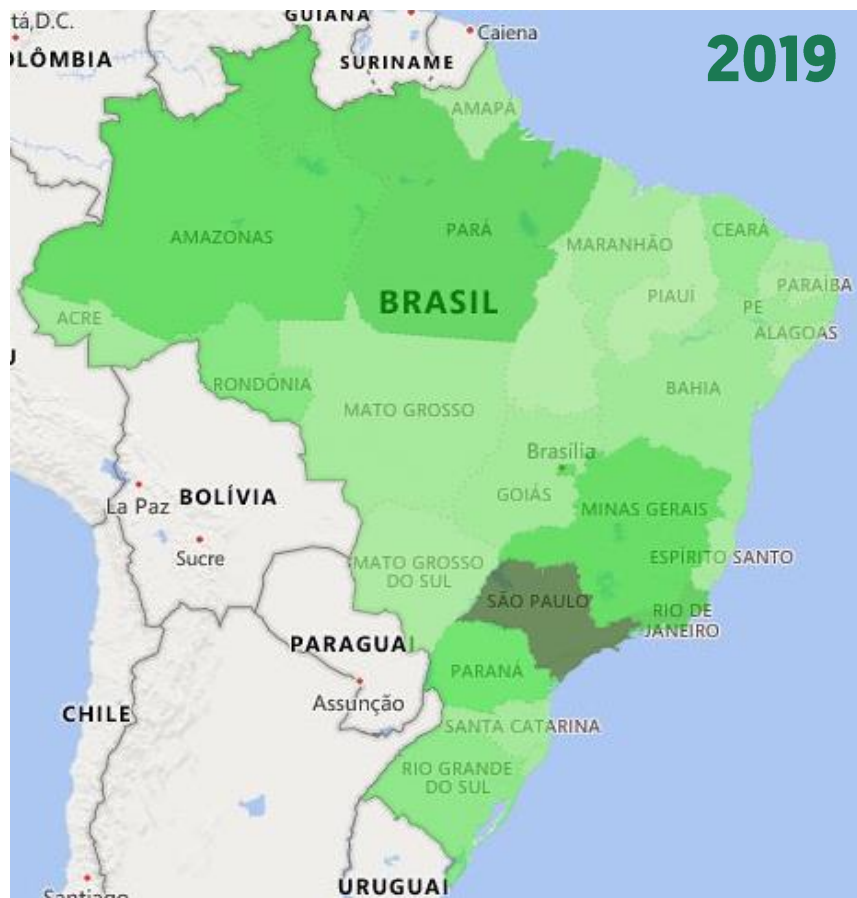 GUIANA
tá,D.C.
Caiena
OLÔMBIA
SURINAME
2019
AMAPÁ
AMAZONAS
PARÁ
MARANHÃO
CEARÁ
PARAÍBA
PIAUÍ
PE
BRASIL
ACRE
ALAGOAS
RONDÔNIA
BAHIA
MATO GROSSO
Brasília
GOIÁS
La Paz
BOLÍVIA
MINAS GERAIS
Sucre
MATO GROSSO
DO SUL
ESPÍRITO SANTO
SÃO PAULO
RIO DE
JANEIRO
PARAGUAI
PARANÁ
Assunção
CHILE
SANTA CATARINA
RIO GRANDE
DO SUL
URUGUAI
Santiago